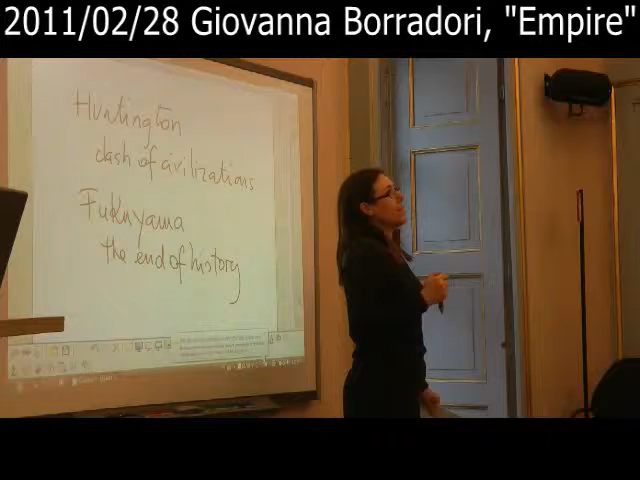 2011/02/28 Giovanna Borradori, "Empire"
Huntington
clash of civilizations
Fukuyama
the end of history